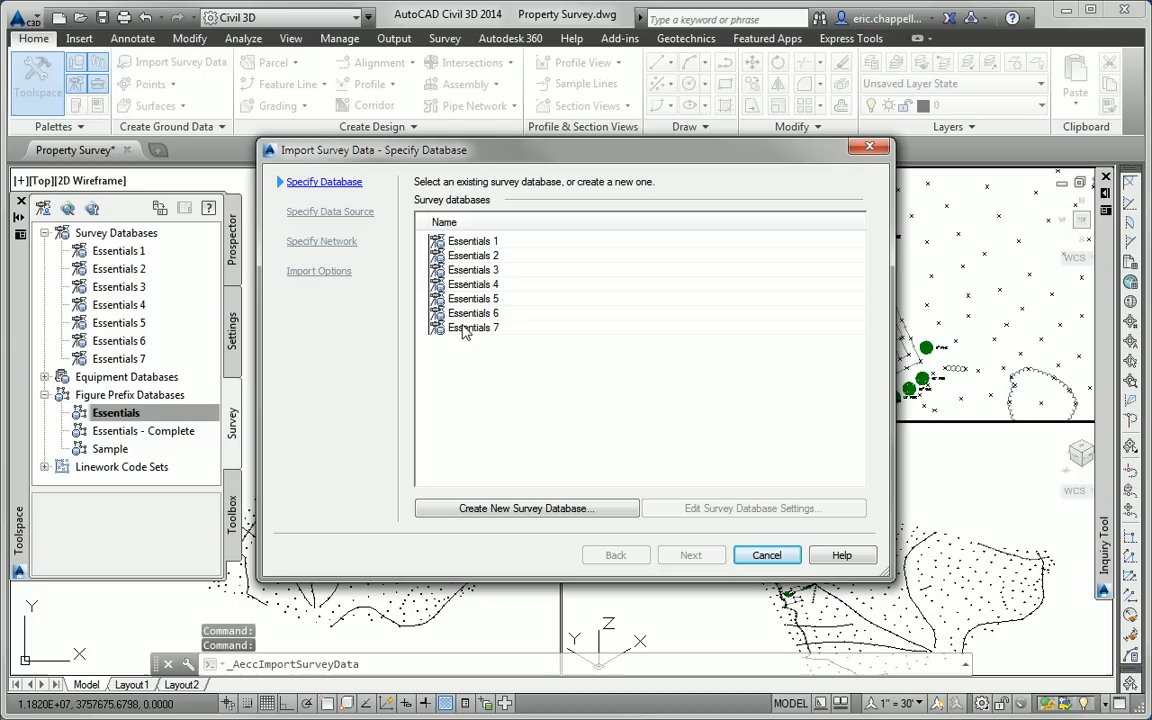 Civil 3D
AutoCAD Civil 3D 2014 Property Survey.dwg
Type a keyword or phrase
eric.chappell...
C3D
Home Insert Annotate Modify Analyze View Manage Output Survey Autodesk 360 Help Add-ins Geotechnics Featured Apps Express Tools
Toolspace
Import Survey Data
Points
Surfaces
Parcel
Feature Line
Grading
Alignment
Profile
Corridor
Intersections
Assembly
Pipe Network
Profile View
Sample Lines
Section Views
Unsaved Layer State
0
Paste
Palettes Create Ground Data Create Design Profile & Section Views Draw Modify Layers Clipboard
Property Survey*
[+][Top][2D Wireframe]
Survey Databases
Essentials 1
Essentials 2
Essentials 3
Essentials 4
Essentials 5
Essentials 6
Essentials 7
Equipment Databases
Figure Prefix Databases
Essentials
Essentials - Complete
Sample
Linework Code Sets
Prospector
Settings
Survey
Toolbox
Toolspace
Import Survey Data - Specify Database
Specify Database
Specify Data Source
Specify Network
Import Options
Select an existing survey database, or create a new one.
Survey databases
Name
Essentials 1
Essentials 2
Essentials 3
Essentials 4
Essentials 5
Essentials 6
Essentials 7
Create New Survey Database...
Edit Survey Database Settings...
Back Next Cancel Help
WCS
WCS
Inquiry Tool
Y
X
Z
Y X
Command:
Command:
_AeccImportSurveyData
Model Layout1 Layout2
1.1820E+07, 3757675.6798, 0.0000
MODEL
1" = 30'